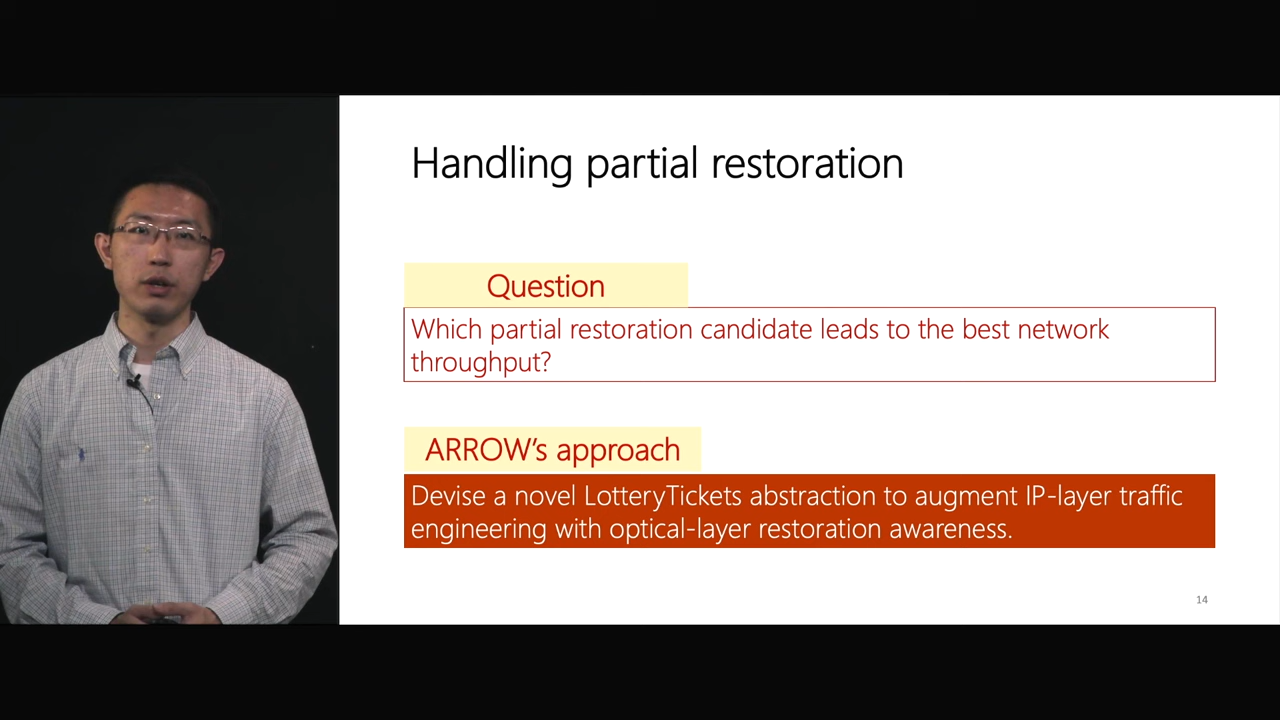 Handling partial restoration
Question
Which partial restoration candidate leads to the best network
throughput?
ARROW's approach
Devise a novel LotteryTickets abstraction to augment IP-layer traffic
engineering with optical-layer restoration awareness.
14